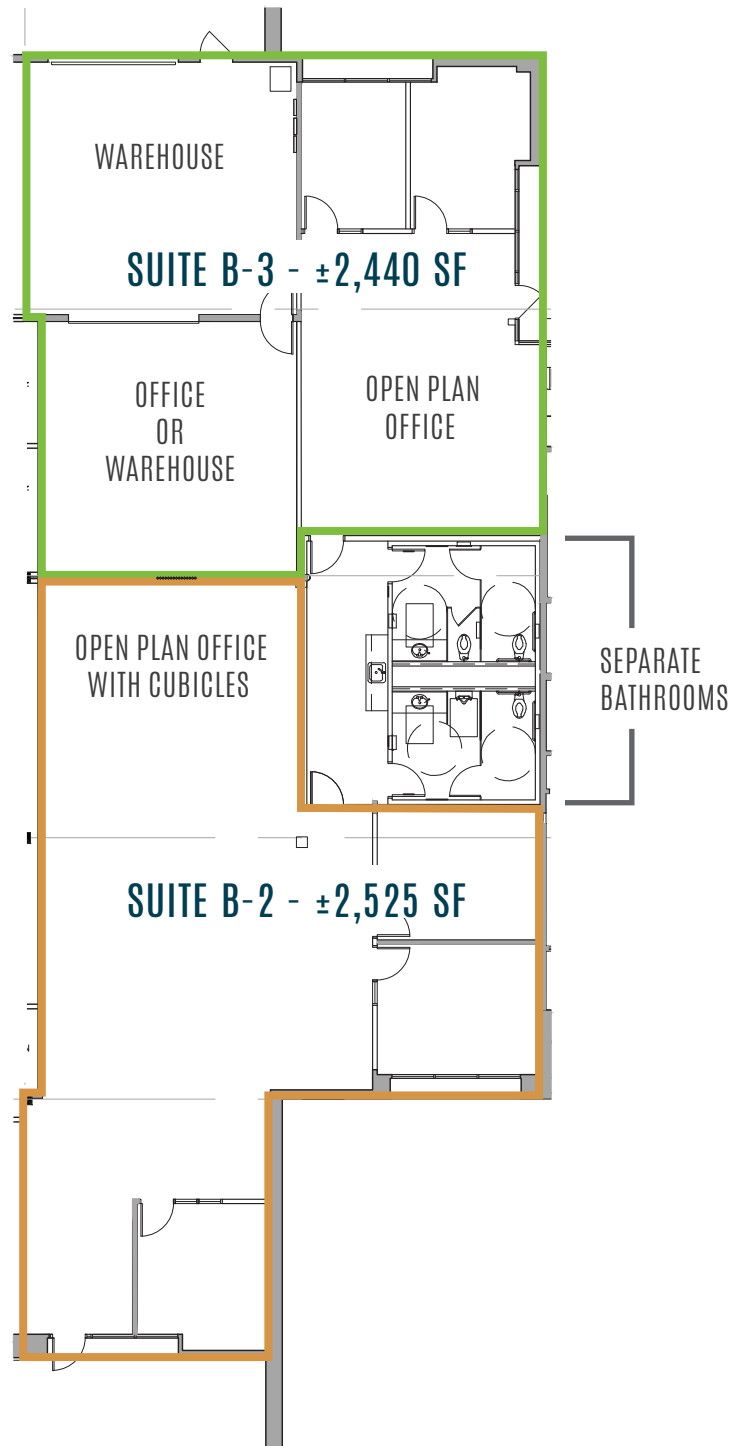 WAREHOUSE
SUITE B-3 - ±2,440 SF
OFFICE
OR
WAREHOUSE
OPEN PLAN
OFFICE
OPEN PLAN OFFICE
WITH CUBICLES
SEPARATE
BATHROOMS
SUITE B-2 - ±2,525 SF